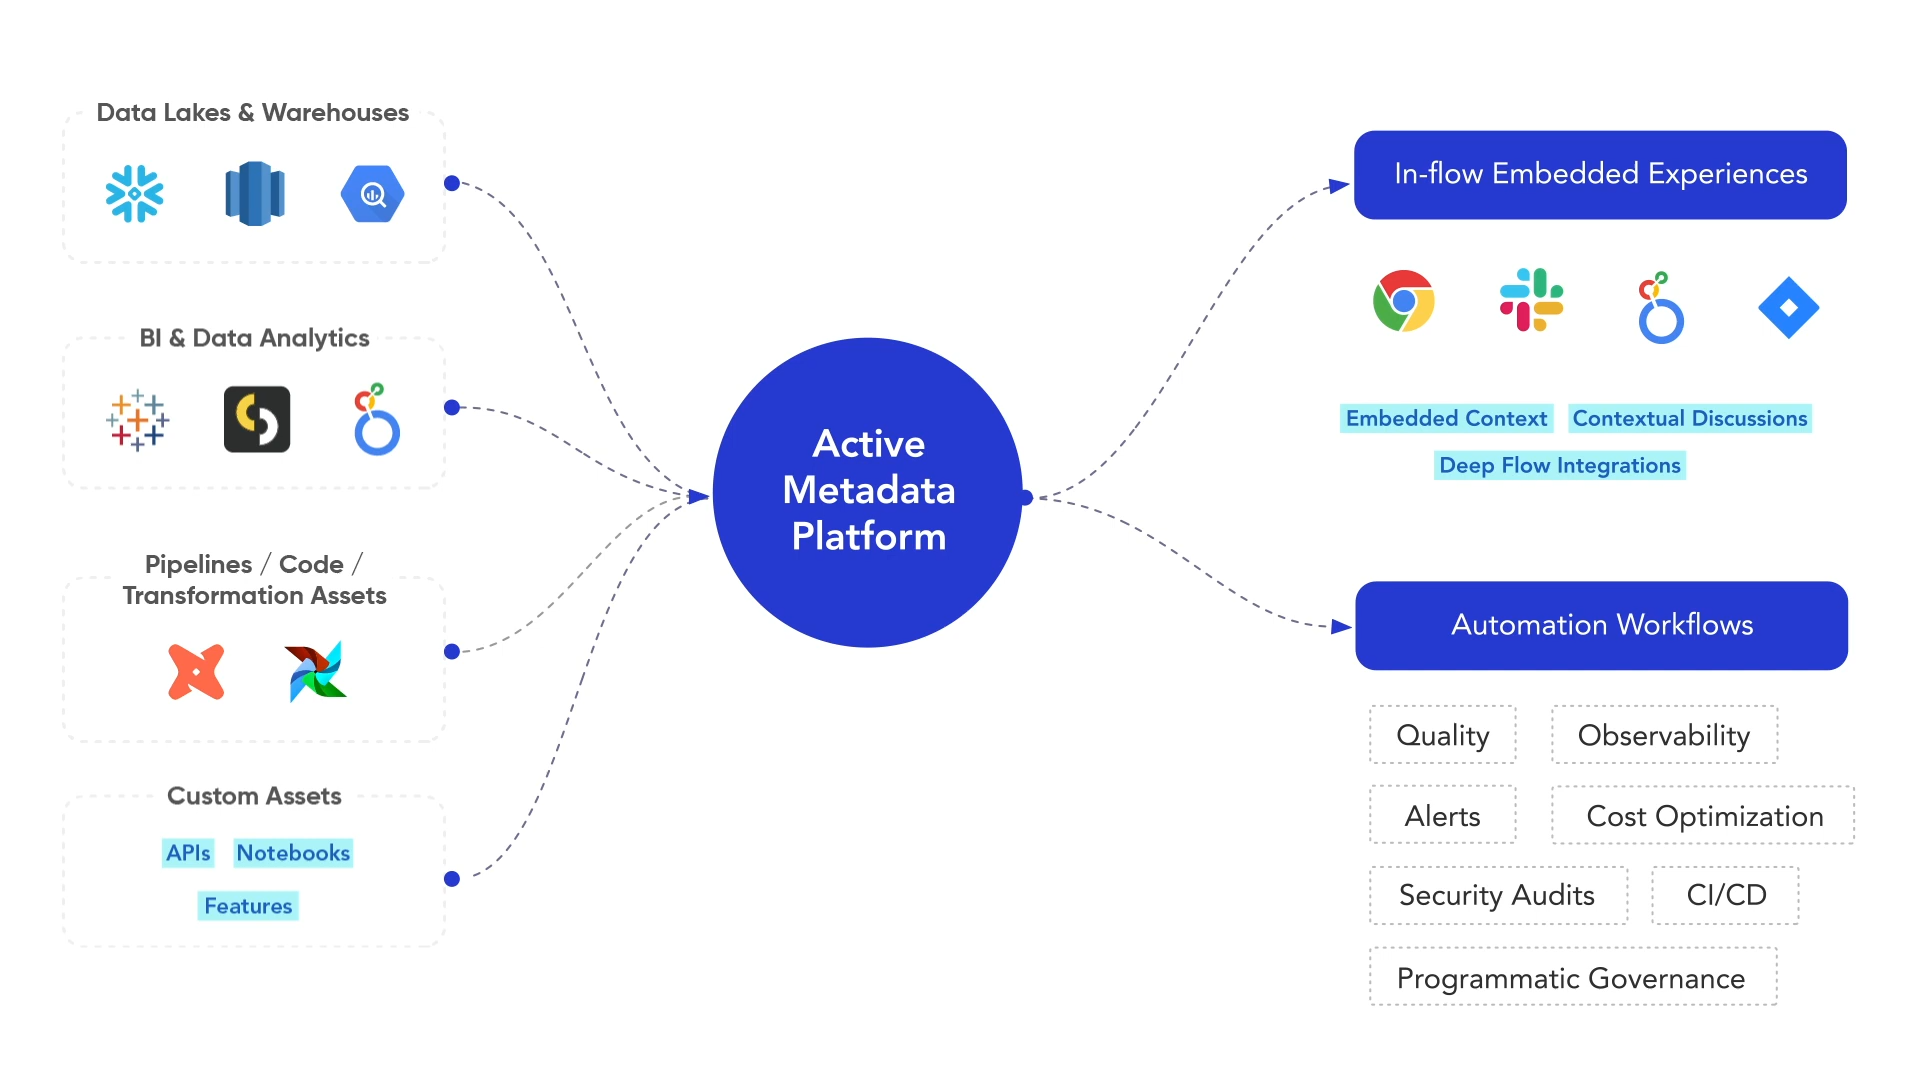 Data Lakes & Warehouses
BI & Data Analytics
Pipelines / Code /
Transformation Assets
Custom Assets
APIs
Notebooks
Features
Active
Metadata
Platform
In-flow Embedded Experiences
Embedded Context
Contextual Discussions
Deep Flow Integrations
Automation Workflows
Quality
Observability
Alerts
Cost Optimization
Security Audits
CI/CD
Programmatic Governance